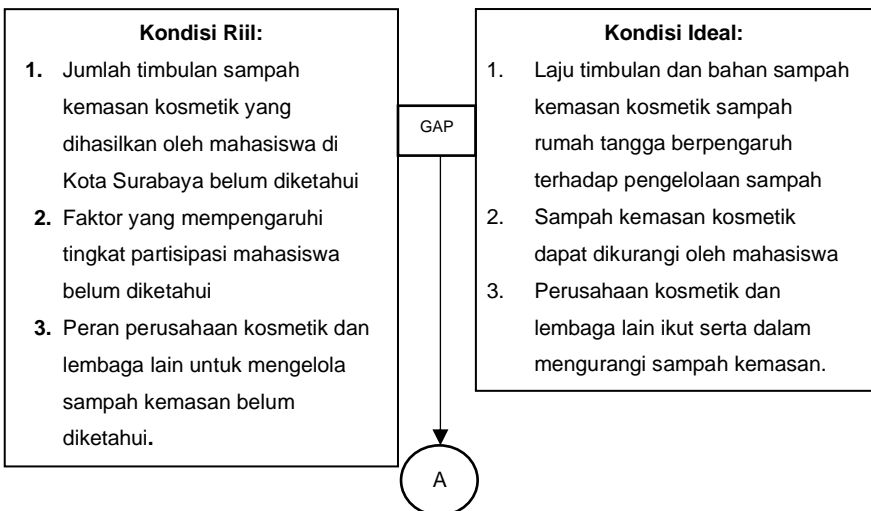 Kondisi Riil:
1. Jumlah timbulan sampah
kemasan kosmetik yang
dihasilkan oleh mahasiswa di
Kota Surabaya belum diketahui
2. Faktor yang mempengaruhi
tingkat partisipasi mahasiswa
belum diketahui
3. Peran perusahaan kosmetik dan
lembaga lain untuk mengelola
sampah kemasan belum
diketahui.
GAP
Kondisi Ideal:
1. Laju timbulan dan bahan sampah
kemasan kosmetik sampah
rumah tangga berpengaruh
terhadap pengelolaan sampah
2. Sampah kemasan kosmetik
dapat dikurangi oleh mahasiswa
3. Perusahaan kosmetik dan
lembaga lain ikut serta dalam
mengurangi sampah kemasan.
A